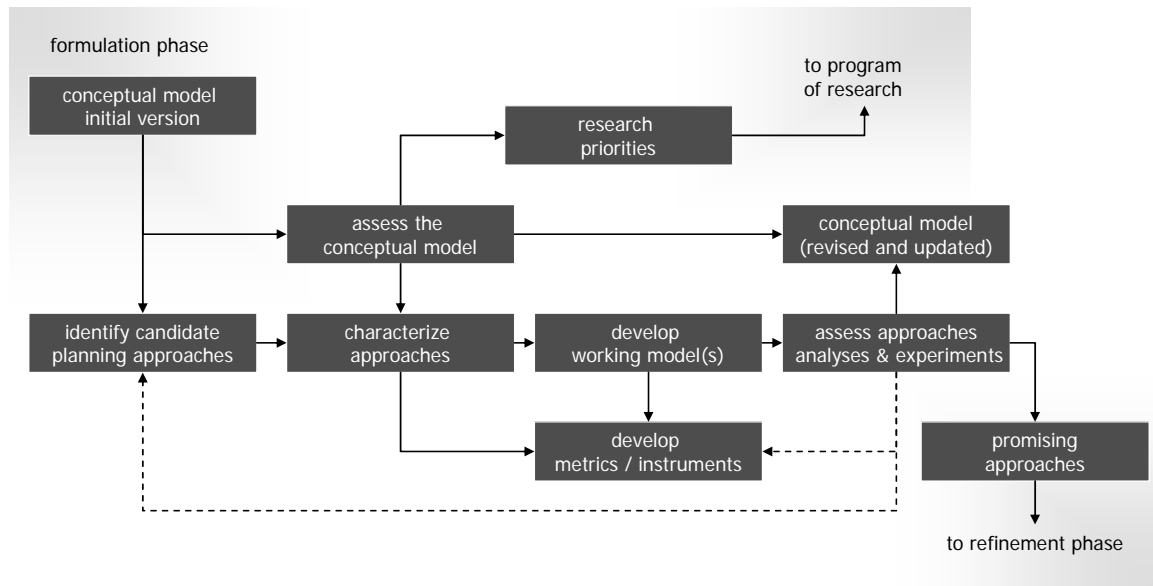 formulation phase
conceptual model
initial version
to program
of research
research
priorities
assess the
conceptual model
conceptual model
(revised and updated)
identify candidate
planning approaches
characterize
approaches
develop
working model(s)
assess approaches
analyses & experiments
develop
metrics / instruments
promising
approaches
to refinement phase